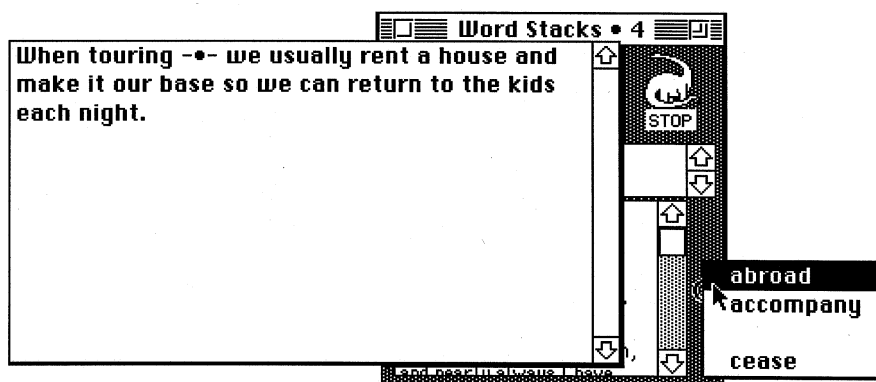 Word Stacks • 4
When touring -•- we usually rent a house and
make it our base so we can return to the kids
each night.
STOP
abroad
accompany
cease